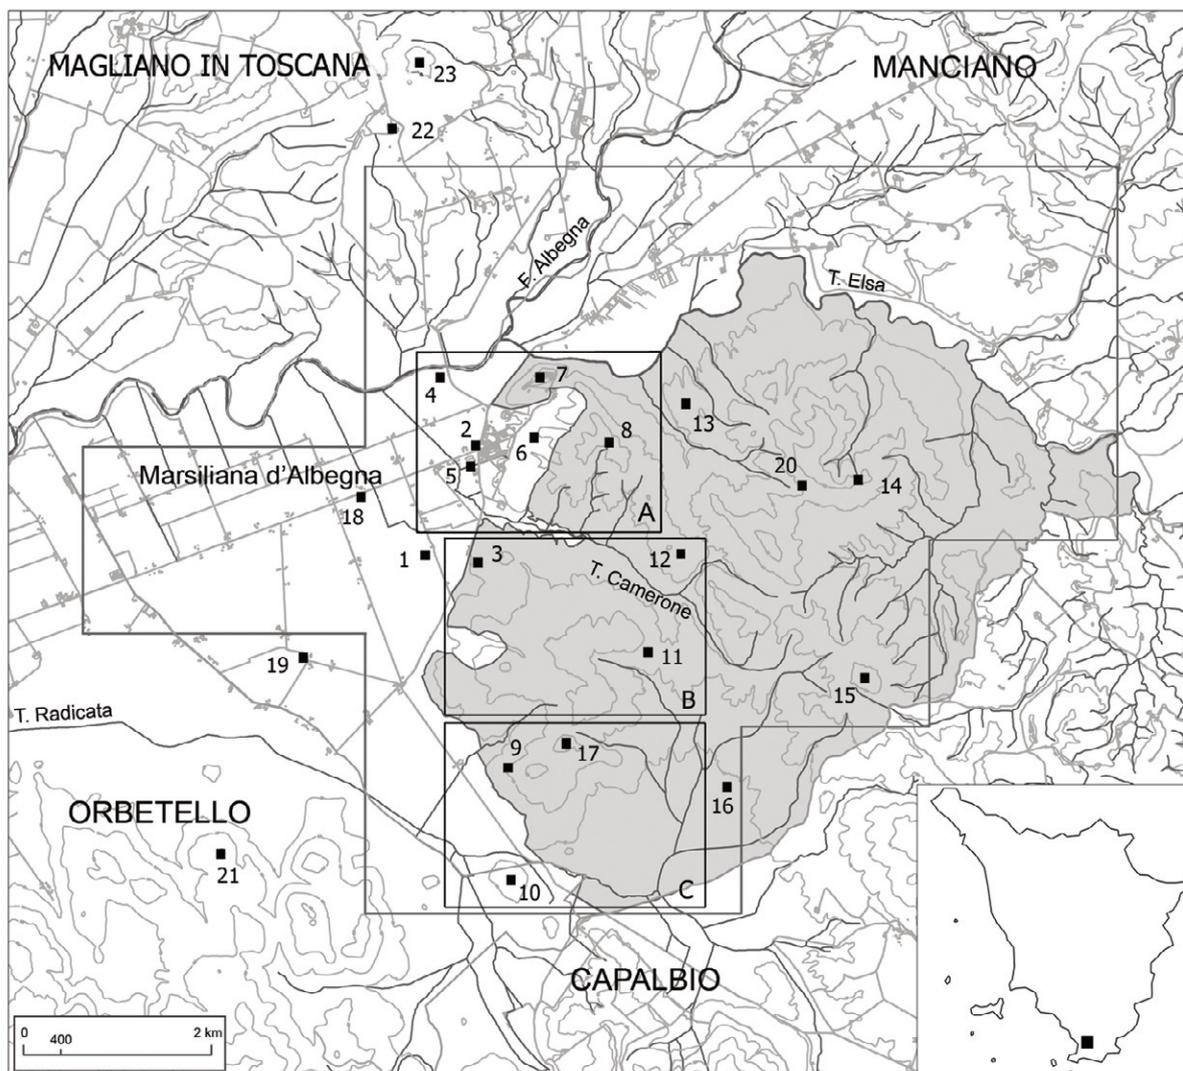 MAGLIANO IN TOSCANA
23
MANCIANO
22
F. Albegna
T. Elsa
4
7
13
2
6
8
5
20
14
Marsiliana d'Albegna
18
A
1
3
12
T. Camerone
19
11
15
B
T. Radicata
9
17
16
ORBETELLO
21
10
C
CAPALBIO
0
400
2 km